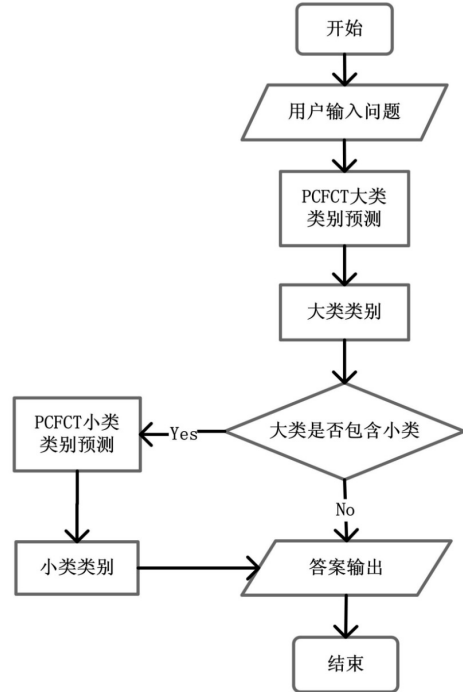 开始
用户输入问题
PCFCT大类
类别预测
大类类别
大类是否包含小类
Yes
PCFCT小类
类别预测
小类类别
No
答案输出
结束